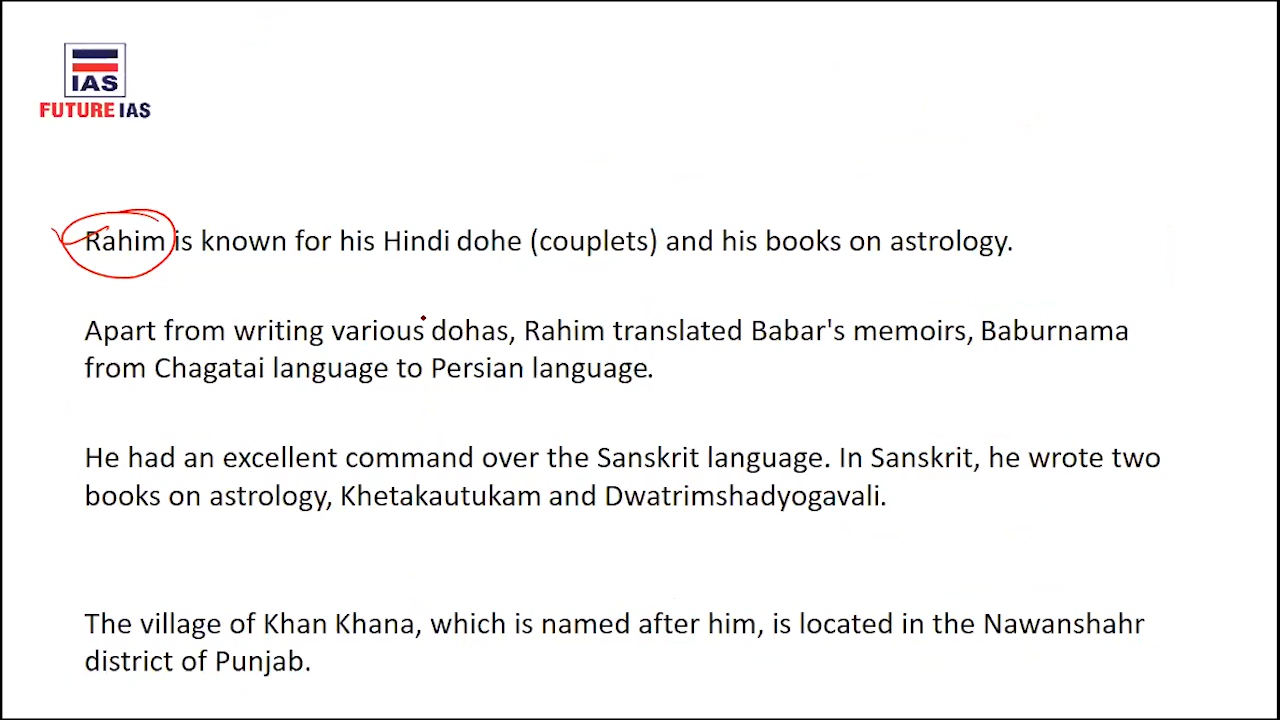 IAS
FUTURE IAS
Rahim is known for his Hindi dohe (couplets) and his books on astrology.
Apart from writing various dohas, Rahim translated Babar's memoirs, Baburnama
from Chagatai language to Persian language.
He had an excellent command over the Sanskrit language. In Sanskrit, he wrote two
books on astrology, Khetakautukam and Dwatrimshadyogavali.
The village of Khan Khana, which is named after him, is located in the Nawanshahr
district of Punjab.